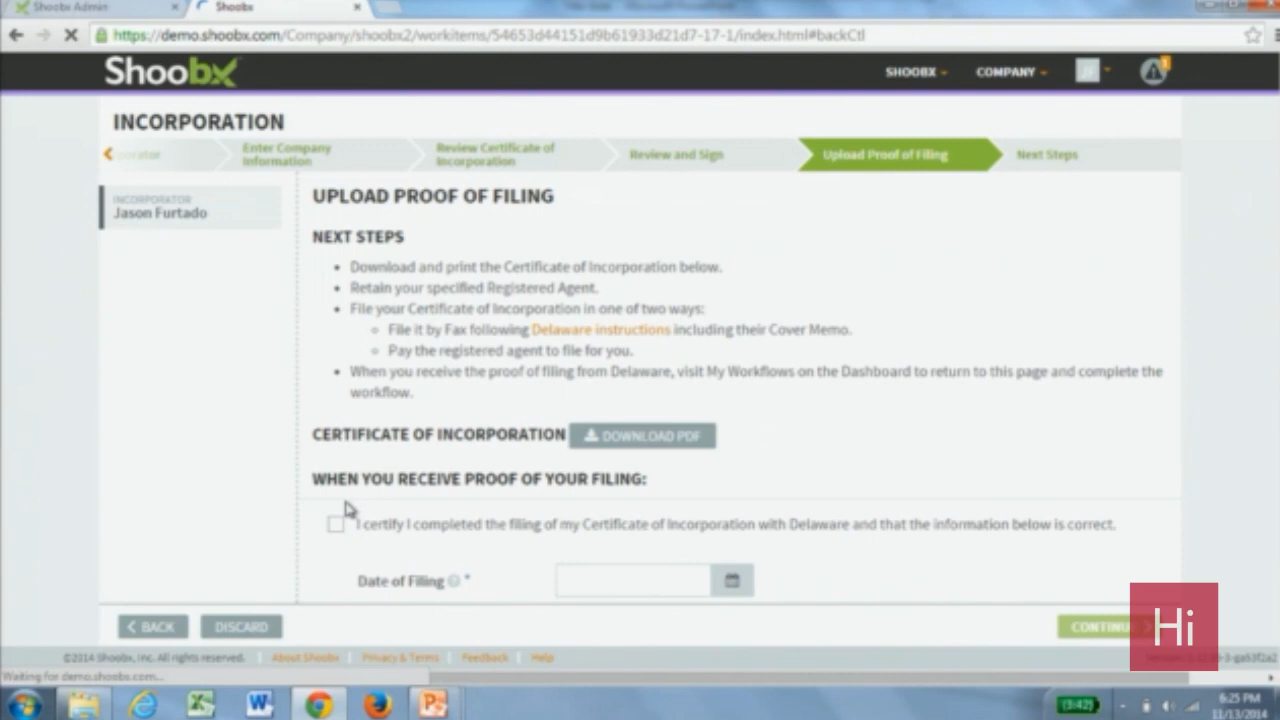 Shoobx Admin
Shoobx
https://demo.shoobx.com/Company/shoobx2/workitems/54653d44151d9b61933d21d7-17-1/index.html#backCtl
Shoobx
SHOOBX
COMPANY
INCORPORATION
Enter Company
Information
Review Certificate of
Incorporation
Review and Sign
Upload Proof of Filing
Next Steps
INCORPORATOR
Jason Furtado
UPLOAD PROOF OF FILING
NEXT STEPS
• Download and print the Certificate of Incorporation below.
• Retain your specified Registered Agent.
• File your Certificate of Incorporation in one of two ways:
File it by Fax following Delaware instructions including their Cover Memo.
Pay the registered agent to file for you.
• When you receive the proof of filing from Delaware, visit My Workflows on the Dashboard to return to this page and complete the
workflow.
CERTIFICATE OF INCORPORATION DOWNLOAD PDF
WHEN YOU RECEIVE PROOF OF YOUR FILING:
I certify I completed the filing of my Certificate of Incorporation with Delaware and that the information below is correct.
Date of Filing *
BACK
DISCARD
Hi
©2014 Shoobx, Inc. All rights reserved.
About Shoobx
Privacy & Terms
Feedback
Help
Waiting for demo.shoobx.com...
(3:42)
6:25 PM
11/13/2014